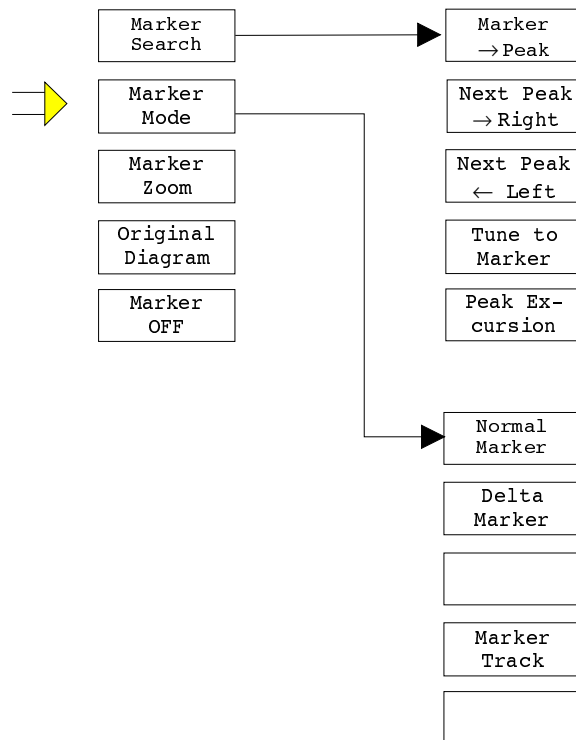 Marker
Search
Marker
Mode
Marker
Zoom
Original
Diagram
Marker
OFF
Marker
→Peak
Next Peak
→Right
Next Peak
← Left
Tune to
Marker
Peak Ex-
cursion
Normal
Marker
Delta
Marker
Marker
Track